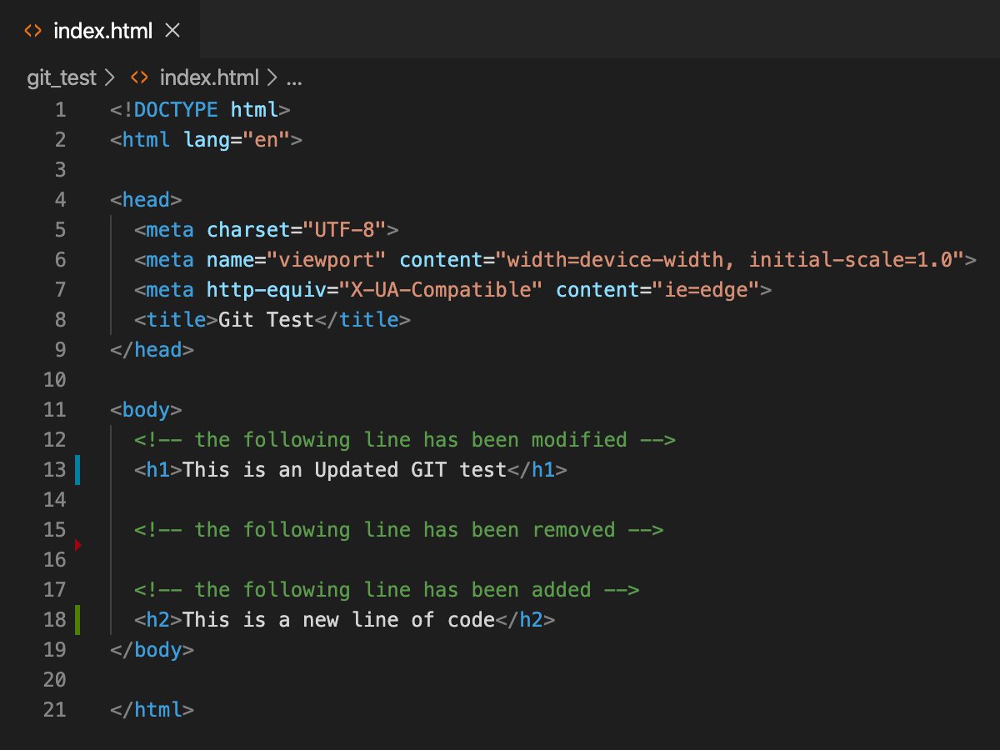 index.html
git_test > index.html > ...
1 <!DOCTYPE html>
2 <html lang="en">
3
4 <head>
5   <meta charset="UTF-8">
6   <meta name="viewport" content="width=device-width, initial-scale=1.0">
7   <meta http-equiv="X-UA-Compatible" content="ie=edge">
8   <title>Git Test</title>
9 </head>
10
11 <body>
12   <!-- the following line has been modified -->
13   <h1>This is an Updated GIT test</h1>
14
15   <!-- the following line has been removed -->
16
17   <!-- the following line has been added -->
18   <h2>This is a new line of code</h2>
19 </body>
20
21 </html>